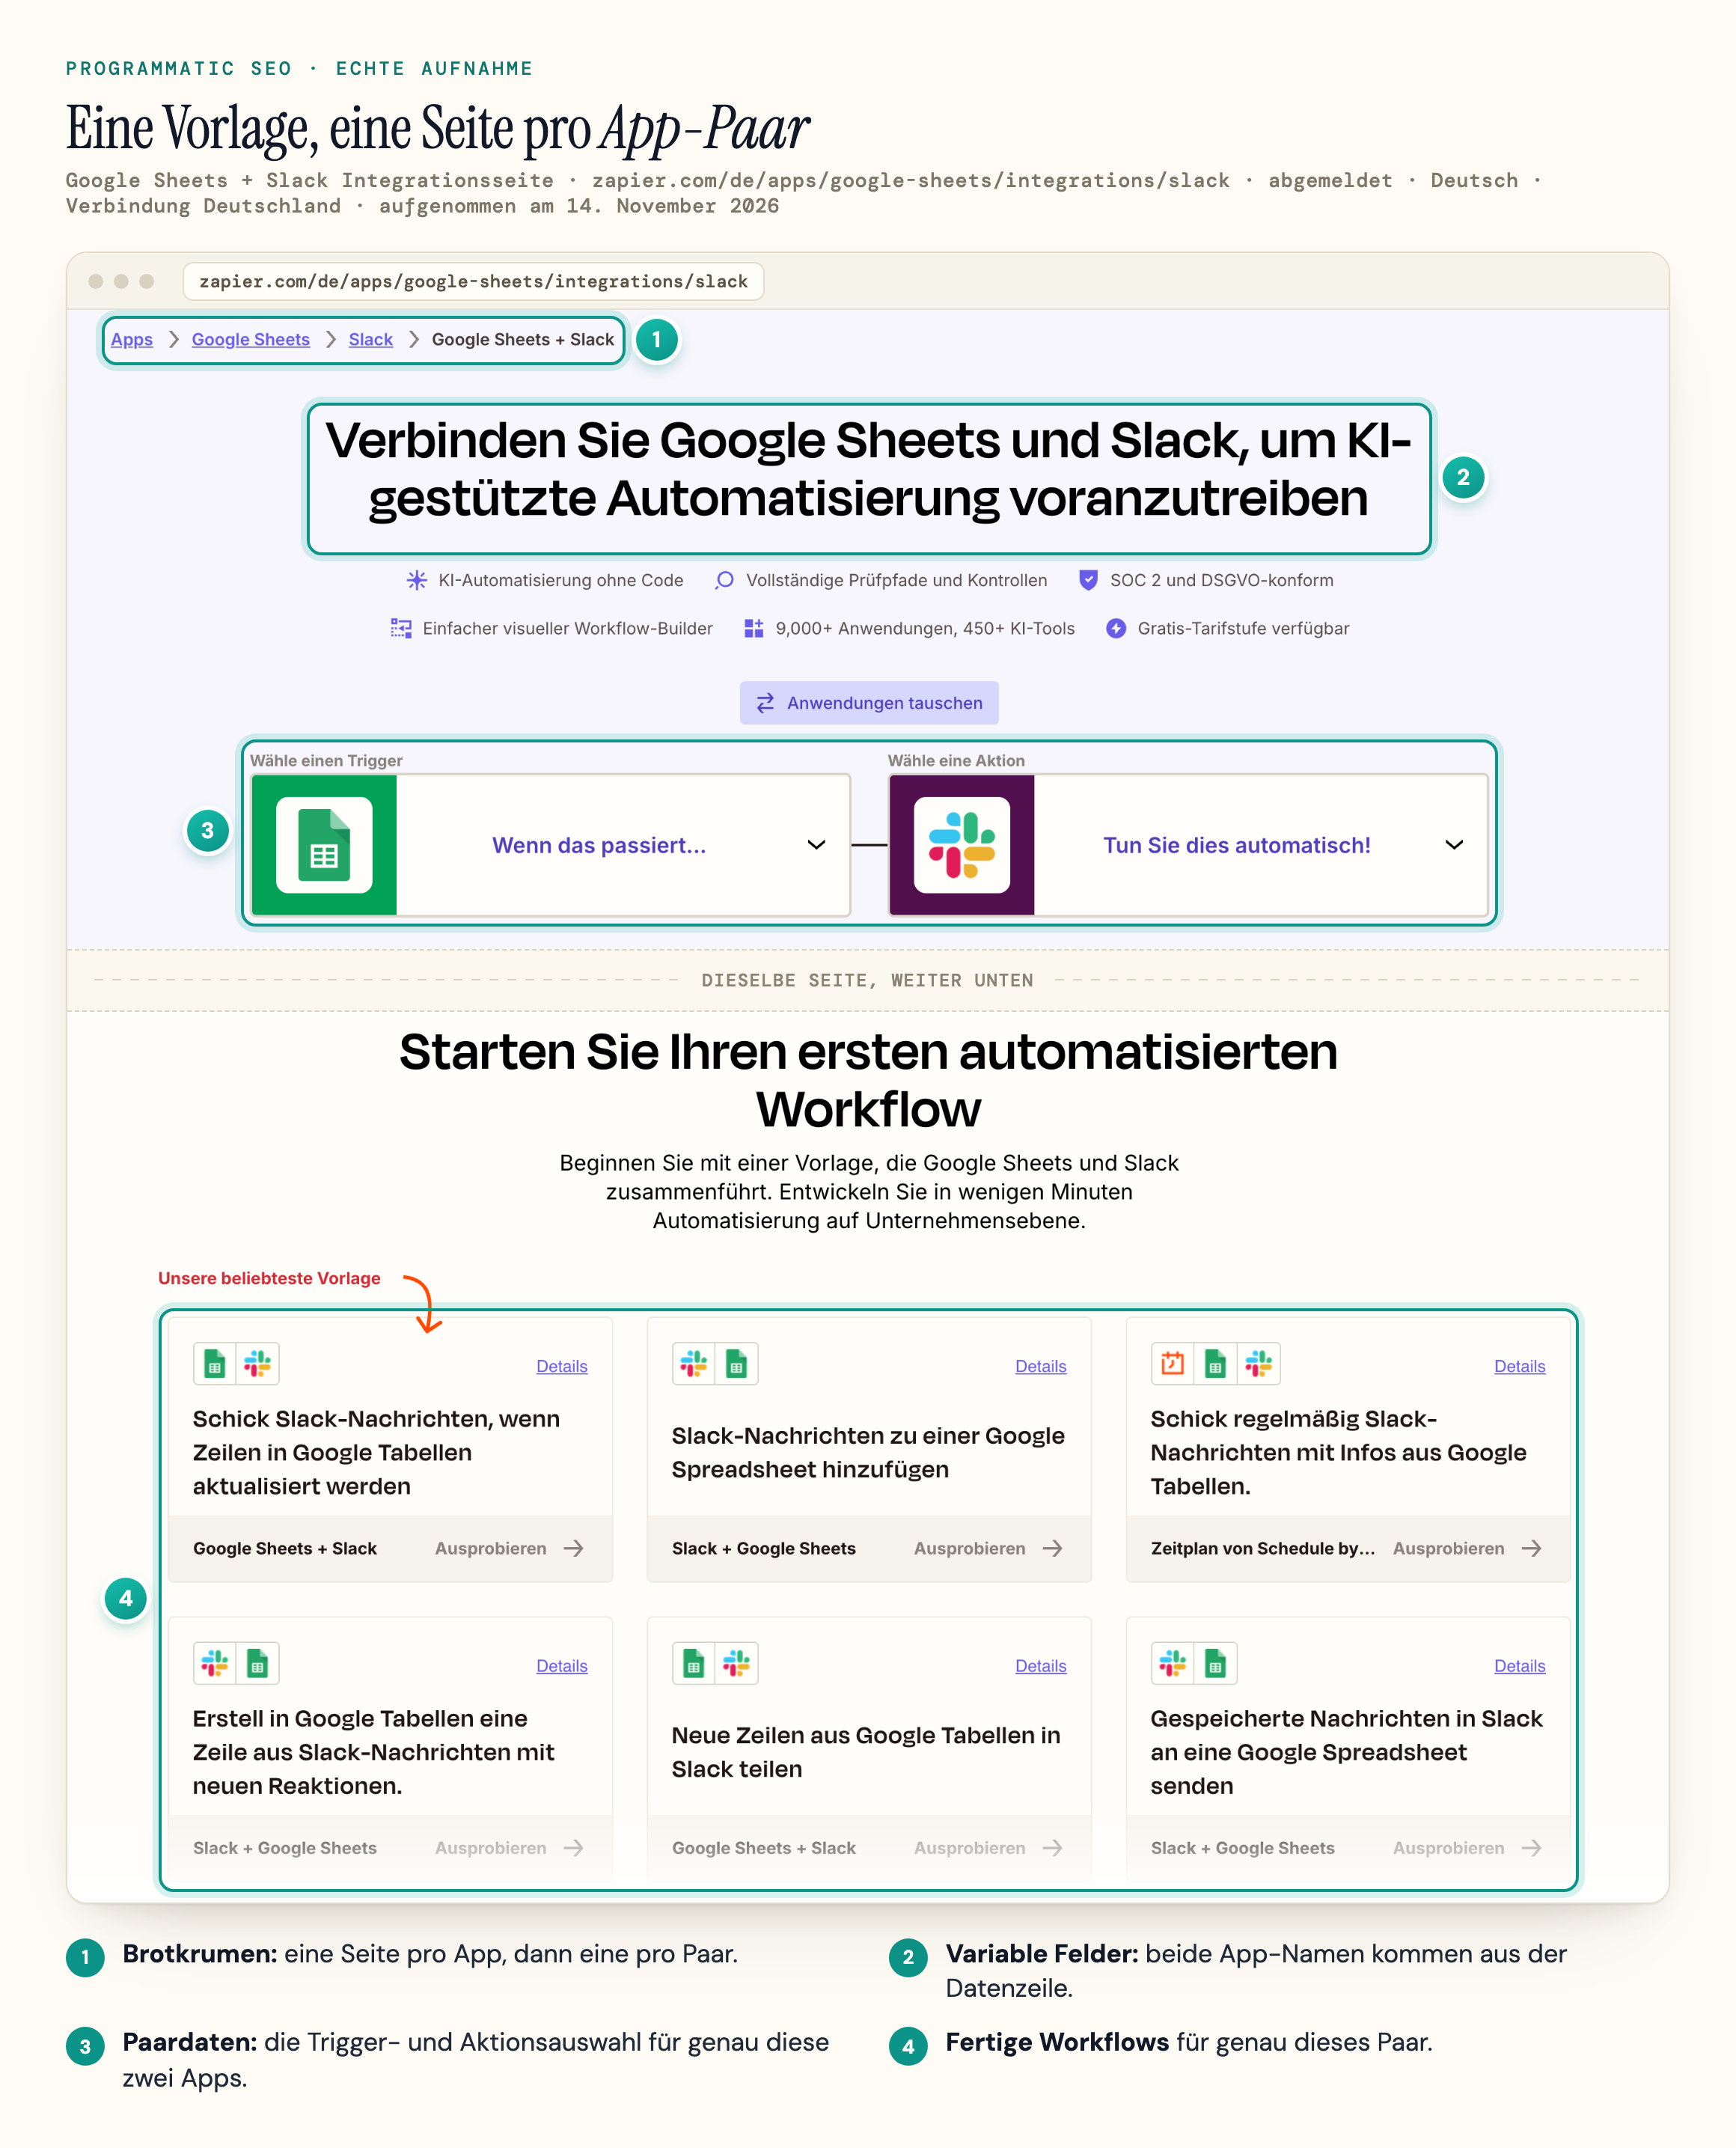 PROGRAMMATIC SEO · ECHTE AUFNAHME
Eine Vorlage, eine Seite pro App-Paar
Google Sheets + Slack Integrationsseite · zapier.com/de/apps/google-sheets/integrations/slack · abgemeldet · Deutsch ·
Verbindung Deutschland · aufgenommen am 14. November 2026
zapier.com/de/apps/google-sheets/integrations/slack
Apps Google Sheets Slack Google Sheets + Slack
1
Verbinden Sie Google Sheets und Slack, um KI-
gestützte Automatisierung voranzutreiben
2
KI-Automatisierung ohne Code Vollständige Prüfpfade und Kontrollen SOC 2 und DSGVO-konform
Einfacher visueller Workflow-Builder 9,000+ Anwendungen, 450+ KI-Tools Gratis-Tarifstufe verfügbar
Anwendungen tauschen
Wähle einen Trigger Wähle eine Aktion
3
Wenn das passiert... Tun Sie dies automatisch!
DIESELBE SEITE, WEITER UNTEN
Starten Sie Ihren ersten automatisierten
Workflow
Beginnen Sie mit einer Vorlage, die Google Sheets und Slack
zusammenführt. Entwickeln Sie in wenigen Minuten
Automatisierung auf Unternehmensebene.
Unsere beliebteste Vorlage
Details
Schick Slack-Nachrichten, wenn
Zeilen in Google Tabellen
aktualisiert werden
Google Sheets + Slack Ausprobieren
Details
Slack-Nachrichten zu einer Google
Spreadsheet hinzufügen
Slack + Google Sheets Ausprobieren
Details
Schick regelmäßig Slack-
Nachrichten mit Infos aus Google
Tabellen.
Zeitplan von Schedule by... Ausprobieren
4
Details
Erstell in Google Tabellen eine
Zeile aus Slack-Nachrichten mit
neuen Reaktionen.
Slack + Google Sheets Ausprobieren
Details
Neue Zeilen aus Google Tabellen in
Slack teilen
Google Sheets + Slack Ausprobieren
Details
Gespeicherte Nachrichten in Slack
an eine Google Spreadsheet
senden
Slack + Google Sheets Ausprobieren
1 Brotkrumen: eine Seite pro App, dann eine pro Paar.
2 Variable Felder: beide App-Namen kommen aus der
Datenzeile.
3 Paardaten: die Trigger- und Aktionsauswahl für genau diese
zwei Apps.
4 Fertige Workflows für genau dieses Paar.